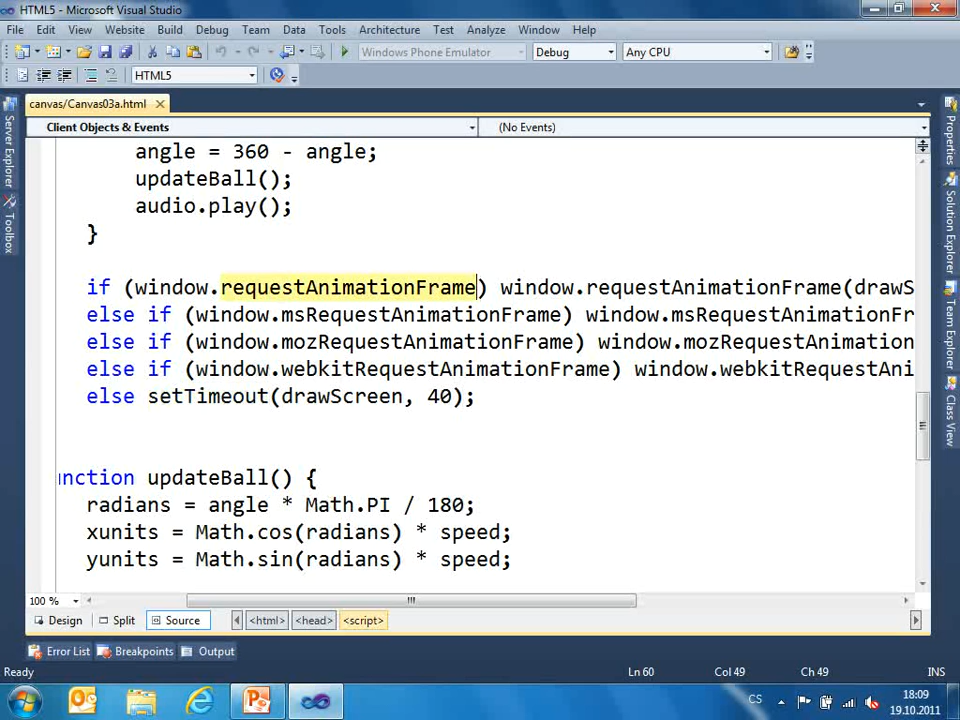 HTML5 - Microsoft Visual Studio
File Edit View Website Build Debug Team Data Tools Architecture Test Analyze Window Help
Windows Phone Emulator Debug Any CPU
HTML5
canvas/Canvas03a.html
Client Objects & Events (No Events)
angle = 360 - angle;
updateBall();
audio.play();
}
if (window.requestAnimationFrame) window.requestAnimationFrame(drawS
else if (window.msRequestAnimationFrame) window.msRequestAnimationFr
else if (window.mozRequestAnimationFrame) window.mozRequestAnimation
else if (window.webkitRequestAnimationFrame) window.webkitRequestAni
else setTimeout(drawScreen, 40);
unction updateBall() {
radians = angle * Math.PI / 180;
xunits = Math.cos(radians) * speed;
yunits = Math.sin(radians) * speed;
100 %
Design Split Source <html> <head> <script>
Error List Breakpoints Output
Ready Ln 60 Col 49 Ch 49 INS
CS 18:09
19.10.2011
Server Explorer
Toolbox
Properties
Solution Explorer
Team Explorer
Class View